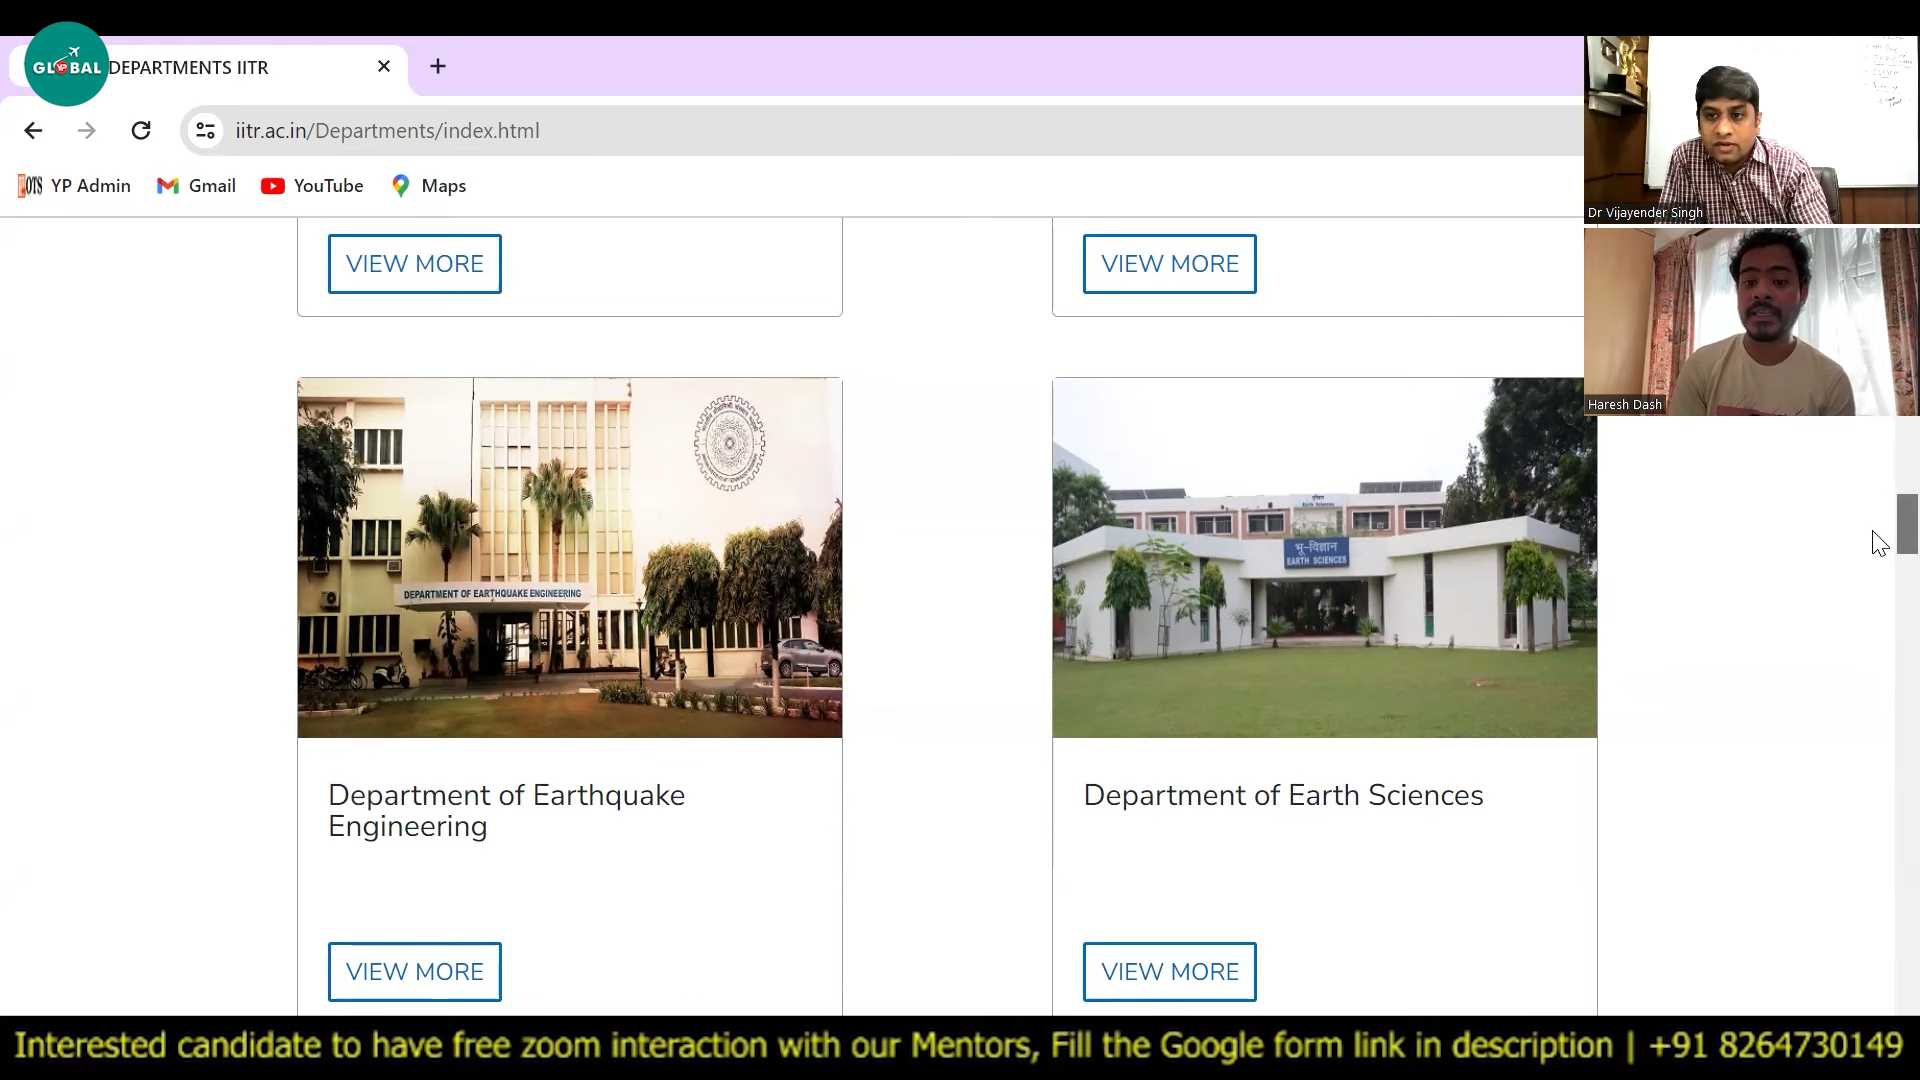 GLOBAL
YP
DEPARTMENTS IITR
iitr.ac.in/Departments/index.html
YP Admin
Gmail
YouTube
Maps
Dr Vijayender Singh
Haresh Dash
VIEW MORE
VIEW MORE
DEPARTMENT OF EARTHQUAKE ENGINEERING
Earth Sciences
भू-विज्ञान
EARTH SCIENCES
Department of Earthquake
Engineering
Department of Earth Sciences
VIEW MORE
VIEW MORE
Interested candidate to have free zoom interaction with our Mentors, Fill the Google form link in description | +91 8264730149